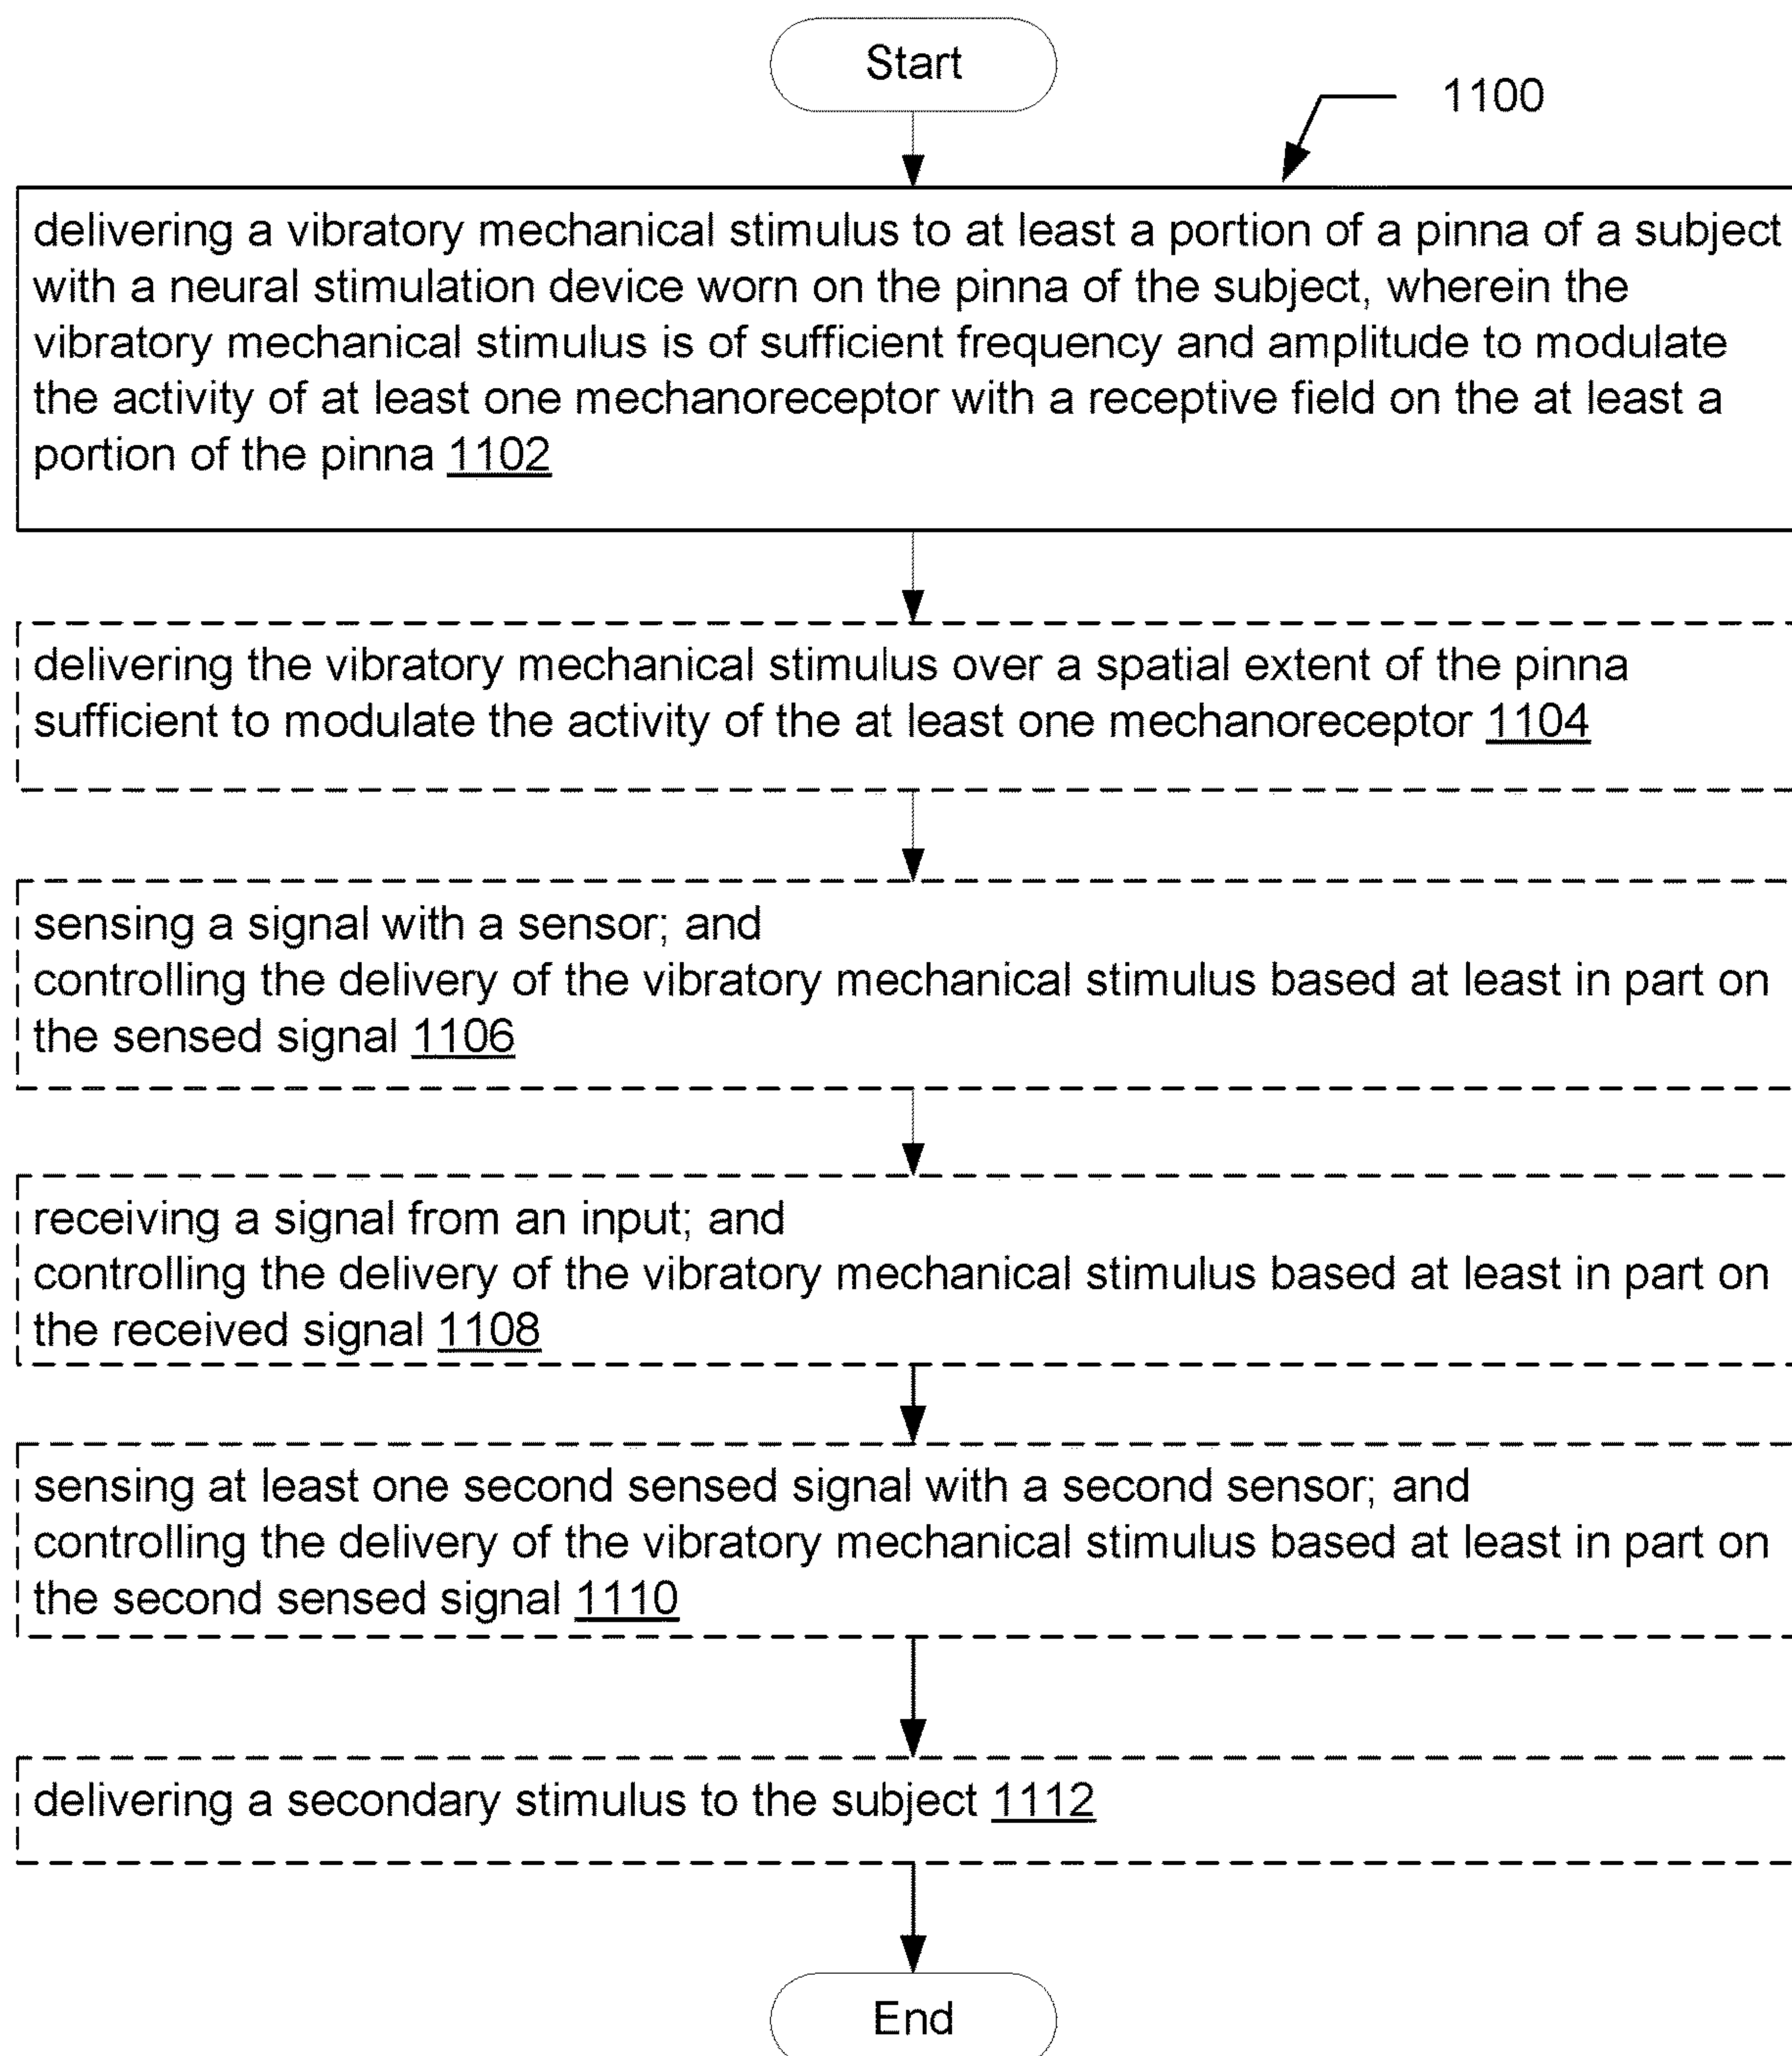 Start
1100
delivering a vibratory mechanical stimulus to at least a portion of a pinna of a subject
with a neural stimulation device worn on the pinna of the subject, wherein the
vibratory mechanical stimulus is of sufficient frequency and amplitude to modulate
the activity of at least one mechanoreceptor with a receptive field on the at least a
portion of the pinna 1102
delivering the vibratory mechanical stimulus over a spatial extent of the pinna
sufficient to modulate the activity of the at least one mechanoreceptor 1104
sensing a signal with a sensor; and
controlling the delivery of the vibratory mechanical stimulus based at least in part on
the sensed signal 1106
receiving a signal from an input; and
controlling the delivery of the vibratory mechanical stimulus based at least in part on
the received signal 1108
sensing at least one second sensed signal with a second sensor; and
controlling the delivery of the vibratory mechanical stimulus based at least in part on
the second sensed signal 1110
delivering a secondary stimulus to the subject 1112
End